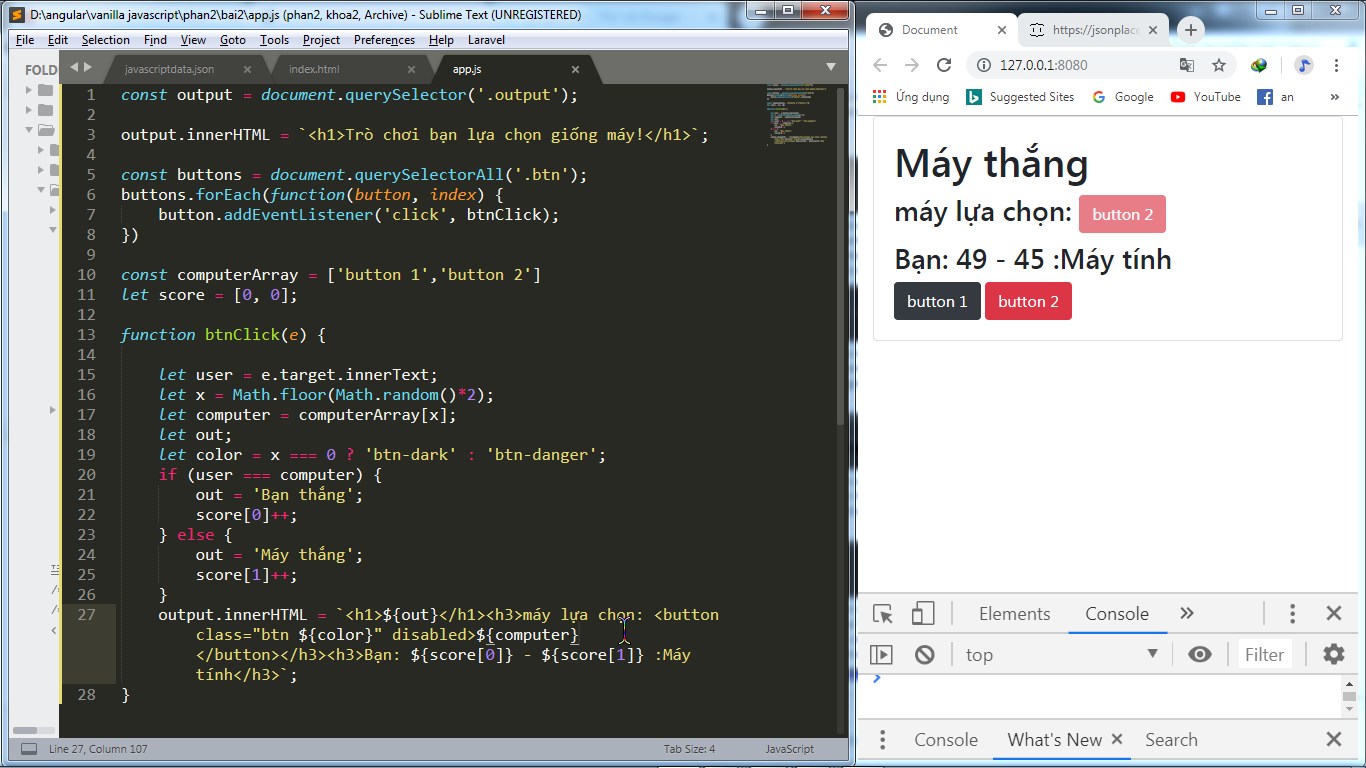 D:\angular\vanilla javascript\phan2\bai2\app.js (phan2, khoa2, Archive) - Sublime Text (UNREGISTERED)
File Edit Selection Find View Goto Tools Project Preferences Help Laravel
FOLD
javascriptdata.json index.html app.js
1 const output = document.querySelector('.output');
2
3 output.innerHTML = `<h1>Trò chơi bạn lựa chọn giống máy!</h1>`;
4
5 const buttons = document.querySelectorAll('.btn');
6 buttons.forEach(function(button, index) {
7 button.addEventListener('click', btnClick);
8 })
9
10 const computerArray = ['button 1','button 2']
11 let score = [0, 0];
12
13 function btnClick(e) {
14
15 let user = e.target.innerText;
16 let x = Math.floor(Math.random()*2);
17 let computer = computerArray[x];
18 let out;
19 let color = x === 0 ? 'btn-dark' : 'btn-danger';
20 if (user === computer) {
21 out = 'Bạn thắng';
22 score[0]++;
23 } else {
24 out = 'Máy thắng';
25 score[1]++;
26 }
27 output.innerHTML = `<h1>${out}</h1><h3>máy lựa chọn: <button
class="btn ${color}" disabled>${computer}
</button></h3><h3>Bạn: ${score[0]} - ${score[1]} :Máy
tính</h3>`;
28 }
Line 27, Column 107 Tab Size: 4 JavaScript
Document https://jsonplace
127.0.0.1:8080
Ứng dụng Suggested Sites Google YouTube an »
Máy thắng
máy lựa chọn: button 2
Bạn: 49 - 45 :Máy tính
button 1 button 2
Elements Console »
top Filter
Console What's New Search